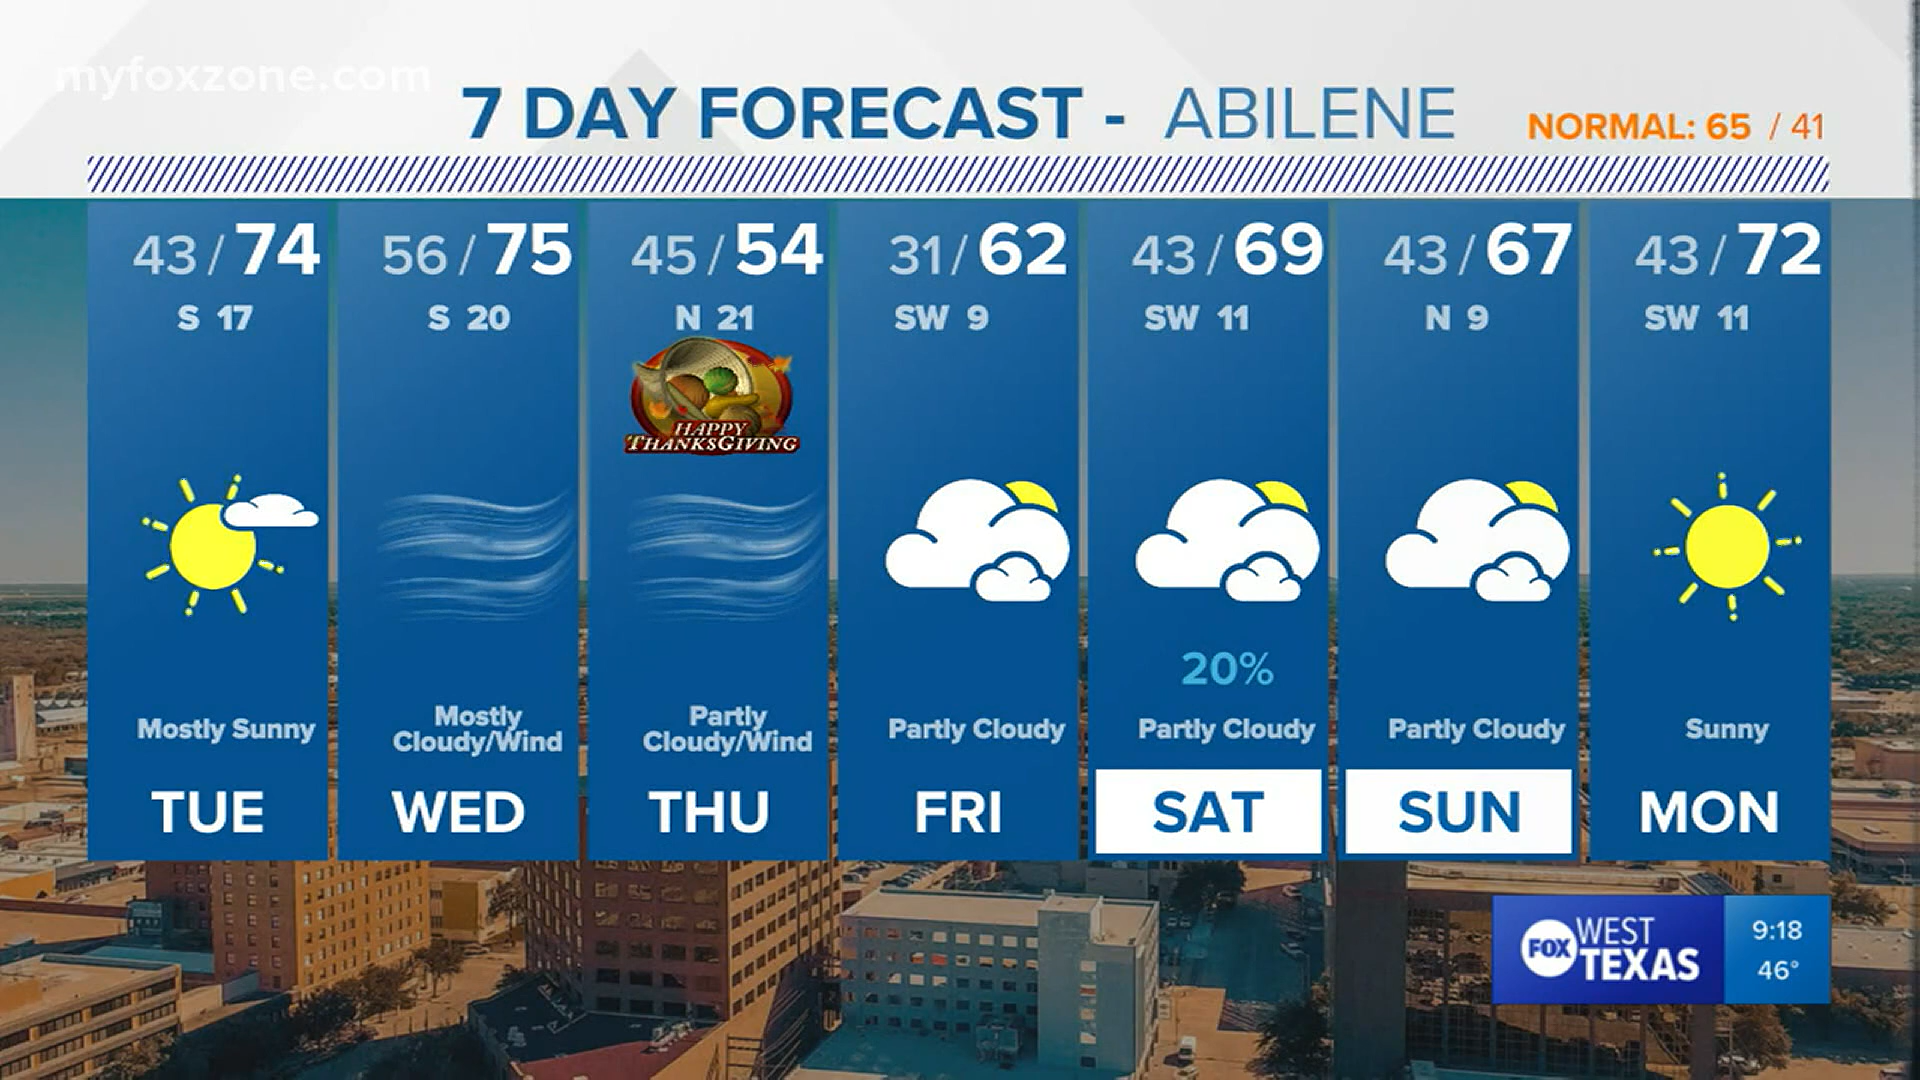 myfoxzone.com
7 DAY FORECAST - ABILENE
NORMAL: 65 / 41
43 / 74
S 17
Mostly Sunny
TUE
56 / 75
S 20
Mostly
Cloudy/Wind
WED
45 / 54
N 21
HAPPY
THANKSGIVING
Partly
Cloudy/Wind
THU
31 / 62
SW 9
Partly Cloudy
FRI
43 / 69
SW 11
20%
Partly Cloudy
SAT
43 / 67
N 9
Partly Cloudy
SUN
43 / 72
SW 11
Sunny
MON
FOX
WEST
TEXAS
9:18
46°